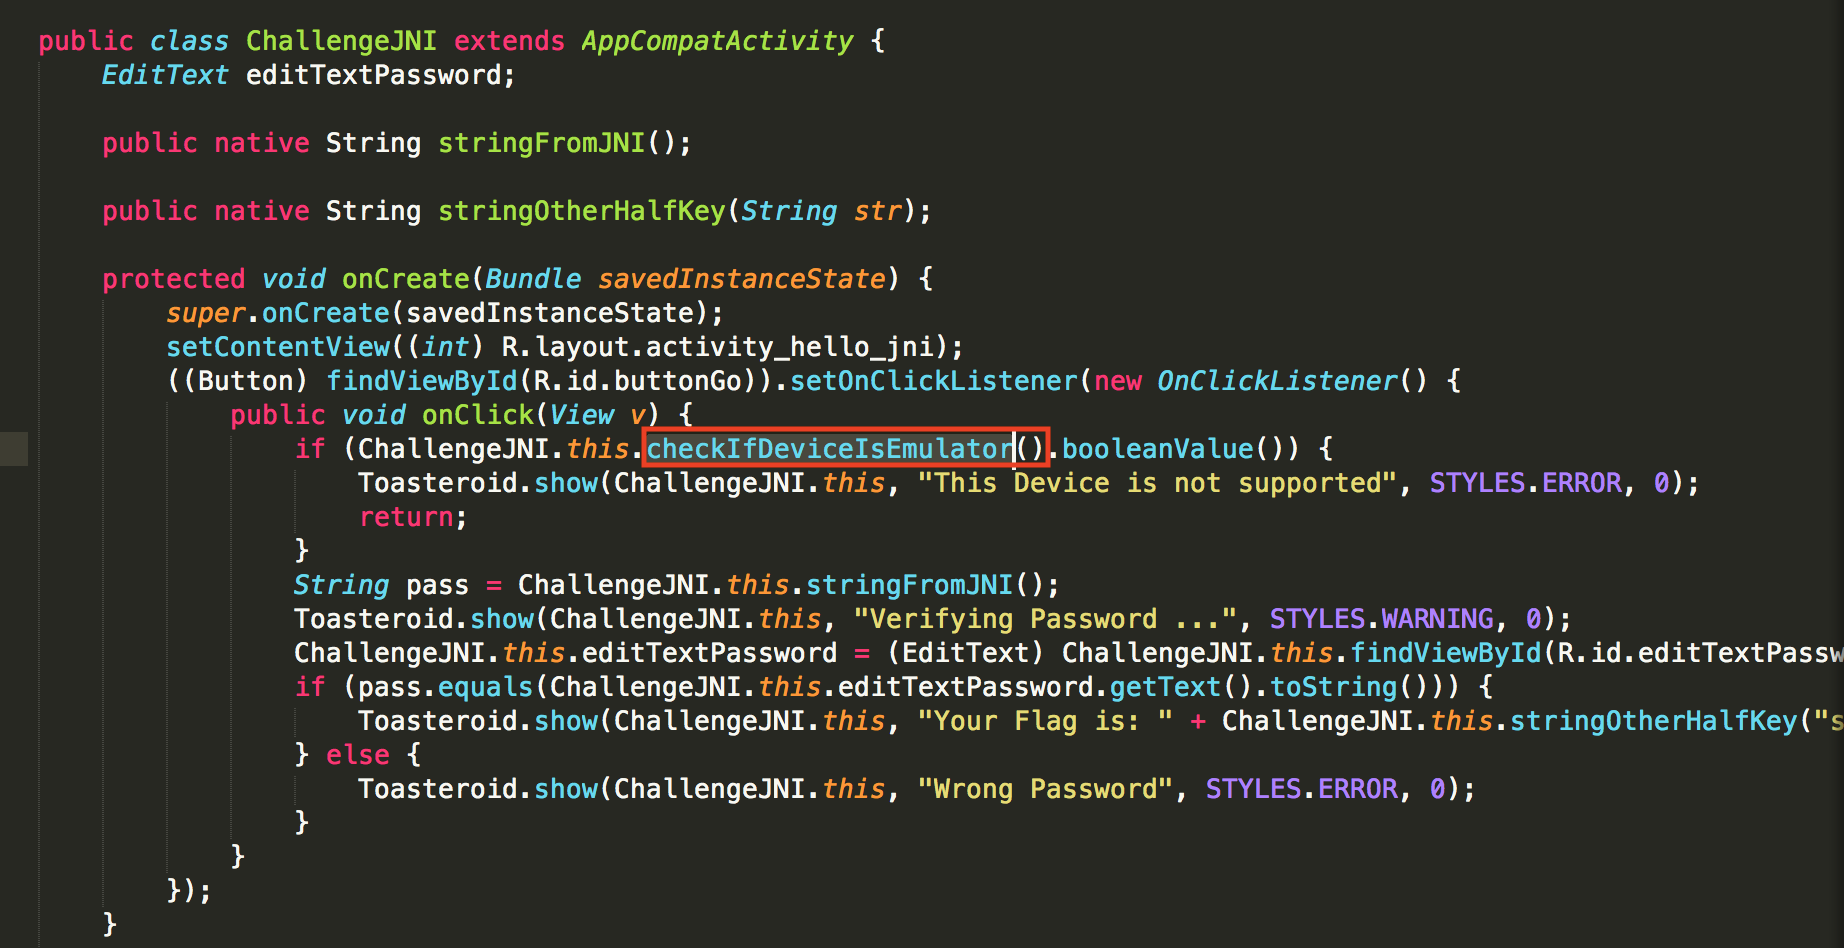 public class ChallengeJNI extends AppCompatActivity {
    EditText editTextPassword;

    public native String stringFromJNI();

    public native String stringOtherHalfKey(String str);

    protected void onCreate(Bundle savedInstanceState) {
        super.onCreate(savedInstanceState);
        setContentView((int) R.layout.activity_hello_jni);
        ((Button) findViewById(R.id.buttonGo)).setOnClickListener(new OnClickListener() {
            public void onClick(View v) {
                if (ChallengeJNI.this.checkIfDeviceIsEmulator().booleanValue()) {
                    Toasteroid.show(ChallengeJNI.this, "This Device is not supported", STYLES.ERROR, 0);
                    return;
                }
                String pass = ChallengeJNI.this.stringFromJNI();
                Toasteroid.show(ChallengeJNI.this, "Verifying Password ...", STYLES.WARNING, 0);
                ChallengeJNI.this.editTextPassword = (EditText) ChallengeJNI.this.findViewById(R.id.editTextPassw
                if (pass.equals(ChallengeJNI.this.editTextPassword.getText().toString())) {
                    Toasteroid.show(ChallengeJNI.this, "Your Flag is: " + ChallengeJNI.this.stringOtherHalfKey("s
                } else {
                    Toasteroid.show(ChallengeJNI.this, "Wrong Password", STYLES.ERROR, 0);
                }
            }
        });
    }